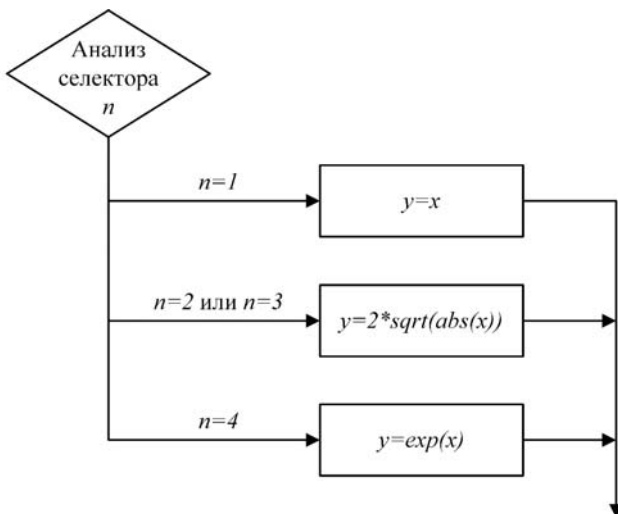 Анализ
селектора
n
n=1
y=x
n=2 или n=3
y=2*sqrt(abs(x))
n=4
y=exp(x)